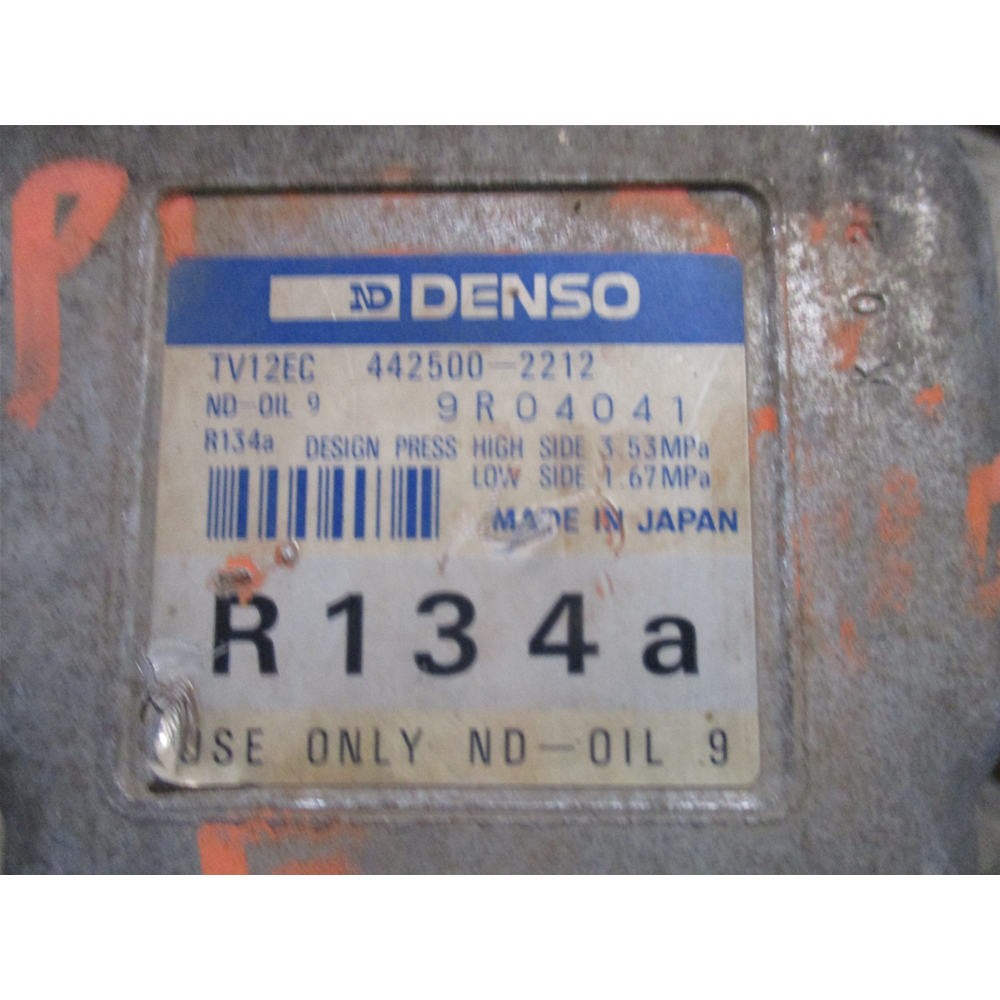 P
ND DENSO
TV12EC 442500-2212
ND-OIL 9 9R04041
R134a DESIGN PRESS HIGH SIDE 3.53MPa
LOW SIDE 1.67MPa
MADE IN JAPAN
R134a
USE ONLY ND-OIL 9